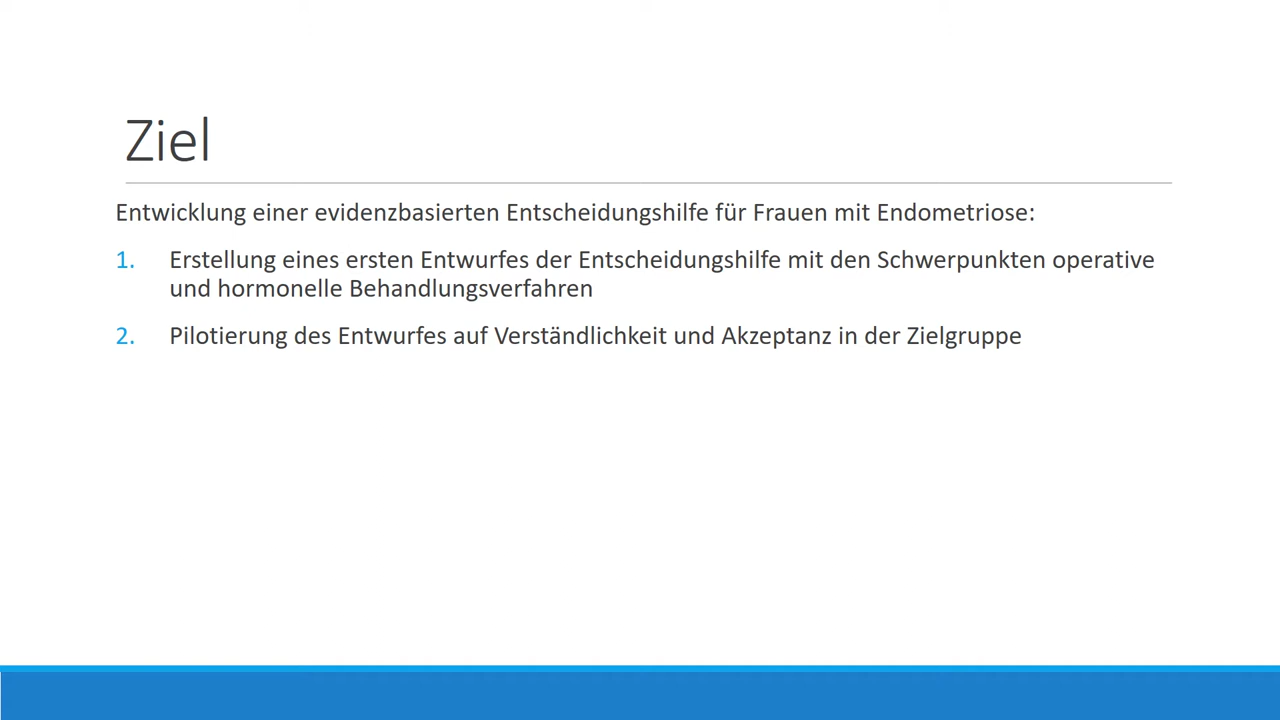 Ziel
Entwicklung einer evidenzbasierten Entscheidungshilfe für Frauen mit Endometriose:
1. Erstellung eines ersten Entwurfes der Entscheidungshilfe mit den Schwerpunkten operative
und hormonelle Behandlungsverfahren
2. Pilotierung des Entwurfes auf Verständlichkeit und Akzeptanz in der Zielgruppe